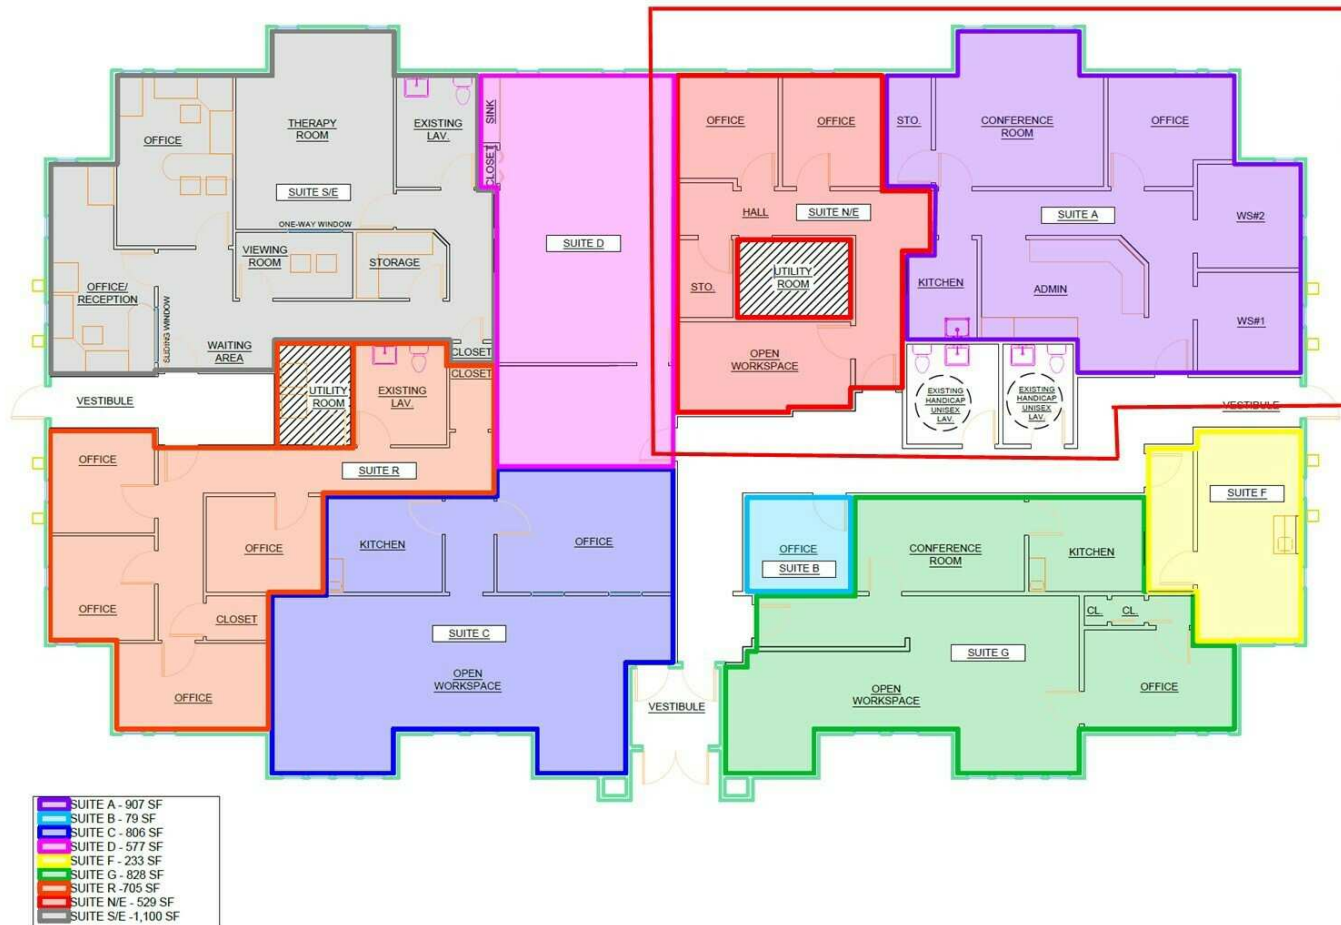 OFFICE
THERAPY
ROOM
EXISTING
LAV.
SINK
CLOSET
SUITE S/E
ONE-WAY WINDOW
VIEWING
ROOM
STORAGE
OFFICE/
RECEPTION
SLIDING WINDOW
WAITING
AREA
CLOSET
SUITE D
OFFICE
OFFICE
HALL
SUITE N/E
UTILITY
ROOM
STO.
OPEN
WORKSPACE
STO.
CONFERENCE
ROOM
OFFICE
SUITE A
WS#2
KITCHEN
ADMIN
WS#1
EXISTING
HANDICAP
UNISEX
LAV.
EXISTING
HANDICAP
UNISEX
LAV.
VESTIBULE
VESTIBULE
UTILITY
ROOM
EXISTING
LAV.
CLOSET
OFFICE
SUITE R
OFFICE
OFFICE
CLOSET
OFFICE
KITCHEN
OFFICE
SUITE C
OPEN
WORKSPACE
VESTIBULE
OFFICE
SUITE B
CONFERENCE
ROOM
KITCHEN
CL.
CL.
SUITE G
OPEN
WORKSPACE
OFFICE
SUITE F
SUITE A - 907 SF
SUITE B - 79 SF
SUITE C - 806 SF
SUITE D - 577 SF
SUITE F - 233 SF
SUITE G - 828 SF
SUITE R -705 SF
SUITE N/E - 529 SF
SUITE S/E -1,100 SF